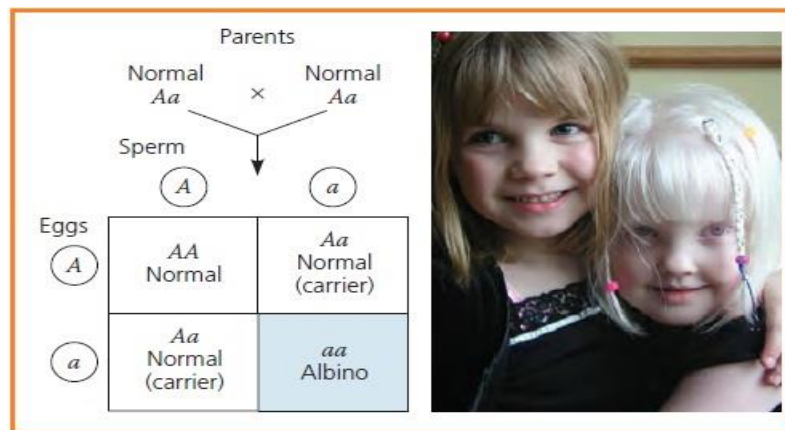 Parents
Normal Normal
Aa × Aa
Sperm
A a
Eggs
A
AA
Normal
Aa
Normal
(carrier)
a
Aa
Normal
(carrier)
aa
Albino